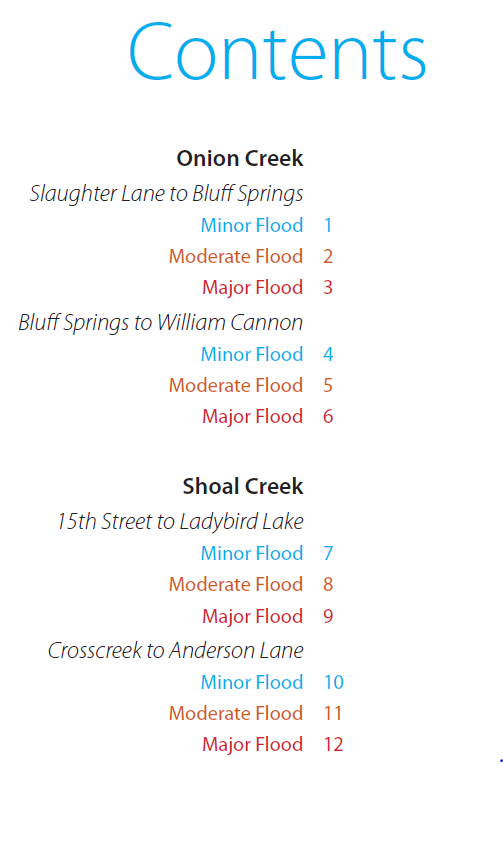 Contents
Onion Creek
Slaughter Lane to Bluff Springs
Minor Flood 1
Moderate Flood 2
Major Flood 3
Bluff Springs to William Cannon
Minor Flood 4
Moderate Flood 5
Major Flood 6
Shoal Creek
15th Street to Ladybird Lake
Minor Flood 7
Moderate Flood 8
Major Flood 9
Crosscreek to Anderson Lane
Minor Flood 10
Moderate Flood 11
Major Flood 12